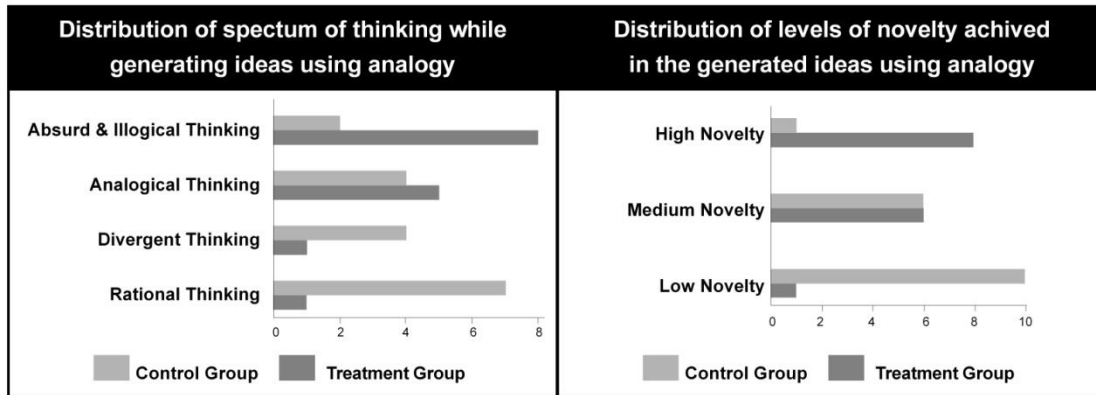 Distribution of spectum of thinking while
generating ideas using analogy
Absurd & Illogical Thinking
Analogical Thinking
Divergent Thinking
Rational Thinking
0 2 4 6 8
Control Group Treatment Group
Distribution of levels of novelty achived
in the generated ideas using analogy
High Novelty
Medium Novelty
Low Novelty
0 2 4 6 8 10
Control Group Treatment Group